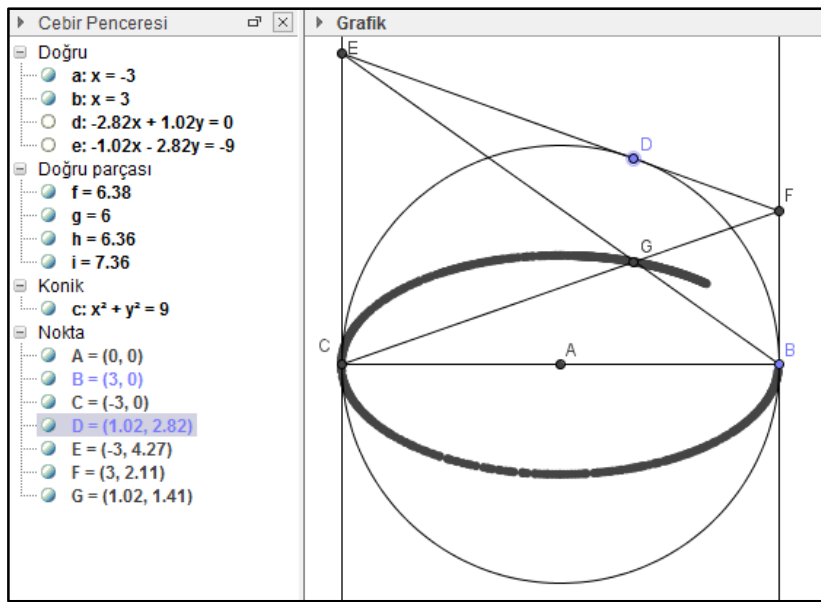 Cebir Penceresi
Doğru
a: x = -3
b: x = 3
d: -2.82x + 1.02y = 0
e: -1.02x - 2.82y = -9
Doğru parçası
f = 6.38
g = 6
h = 6.36
i = 7.36
Konik
c: x² + y² = 9
Nokta
A = (0, 0)
B = (3, 0)
C = (-3, 0)
D = (1.02, 2.82)
E = (-3, 4.27)
F = (3, 2.11)
G = (1.02, 1.41)
Grafik
E
D
F
G
C
A
B